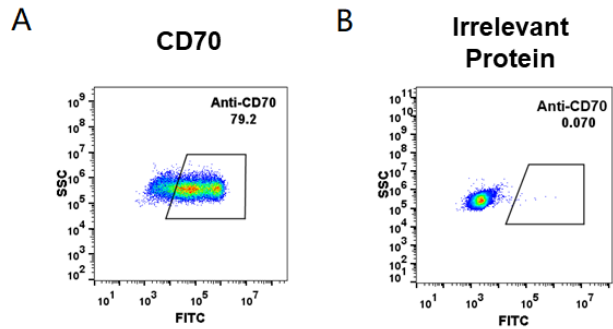 A
CD70
Anti-CD70
79.2
SSC
10⁹
10⁸
10⁷
10⁶
10⁵
10⁴
10³
10²
10¹ 10³ 10⁵ 10⁷
FITC
B
Irrelevant
Protein
Anti-CD70
0.070
SSC
10¹¹
10¹⁰
10⁹
10⁸
10⁷
10⁶
10⁵
10⁴
10³
10²
10¹
10¹ 10³ 10⁵ 10⁷
FITC